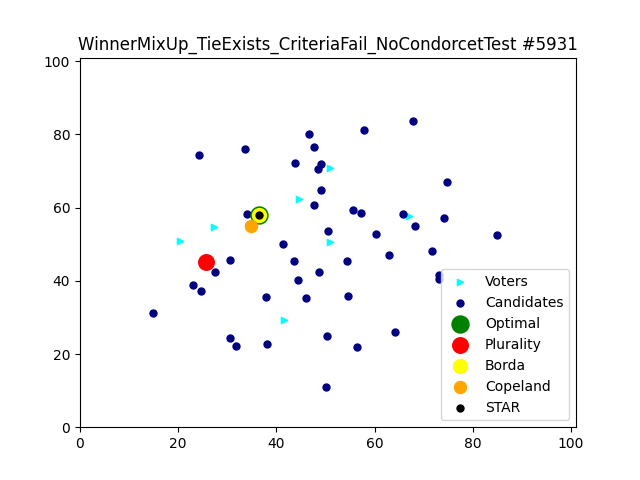 WinnerMixUp_TieExists_CriteriaFail_NoCondorcetTest #5931
100
80
60
40
20
0
0 20 40 60 80 100
Voters
Candidates
Optimal
Plurality
Borda
Copeland
STAR